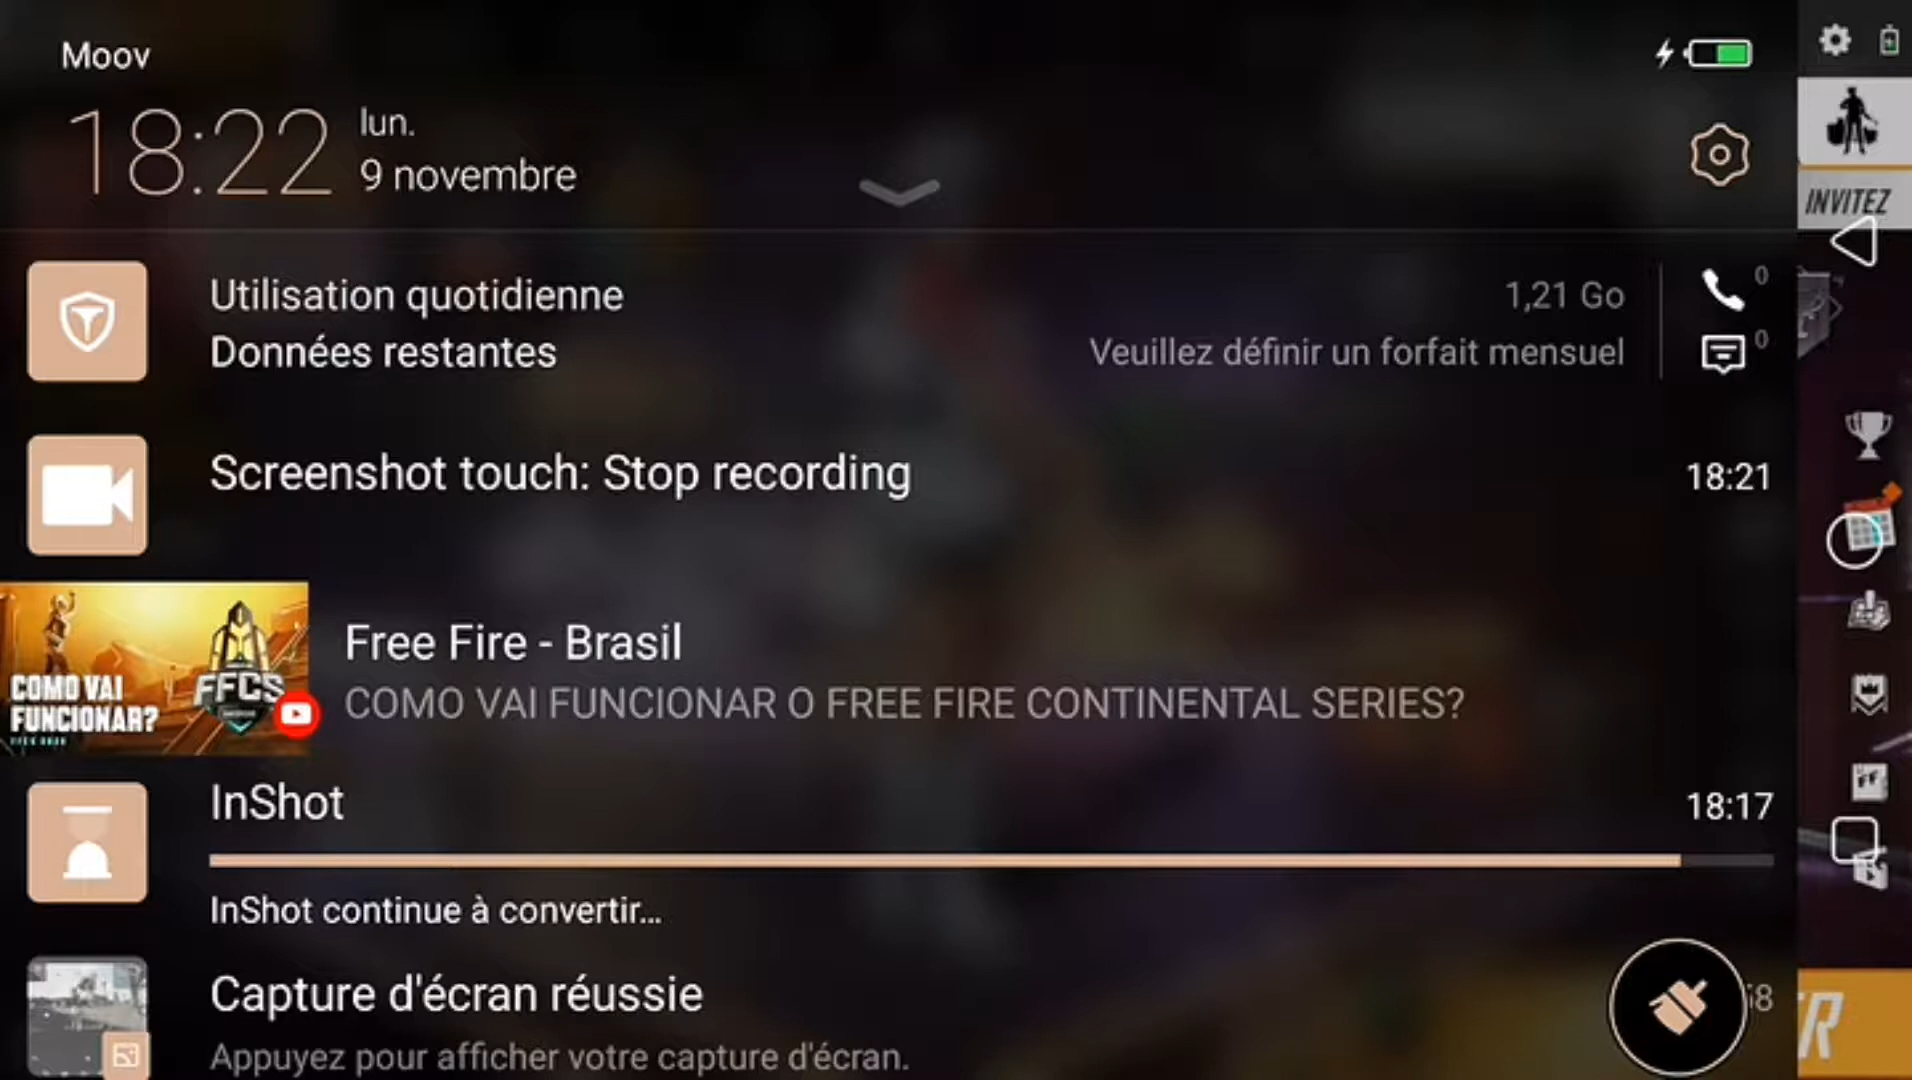 Moov
18:22
lun.
9 novembre
INVITEZ
Utilisation quotidienne
1,21 Go
0
Données restantes
Veuillez définir un forfait mensuel
0
Screenshot touch: Stop recording
18:21
COMO VAI
FUNCIONAR?
FFCS
Free Fire - Brasil
COMO VAI FUNCIONAR O FREE FIRE CONTINENTAL SERIES?
FF
InShot
18:17
InShot continue à convertir...
Capture d'écran réussie
Appuyez pour afficher votre capture d'écran.